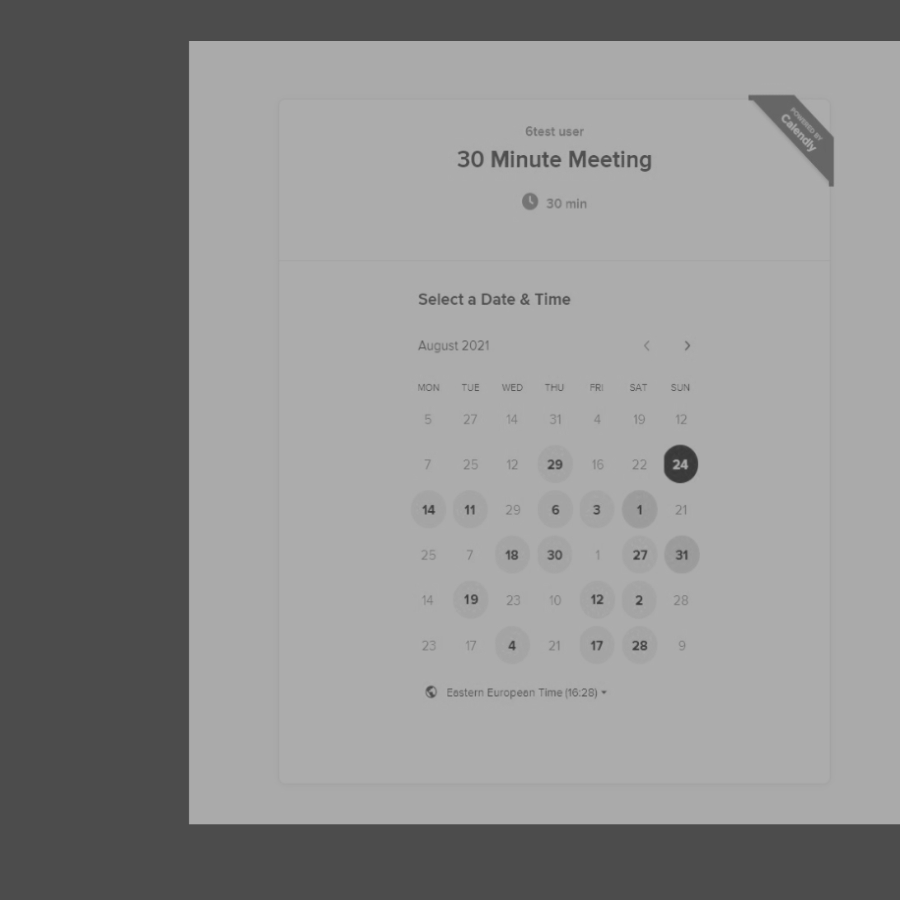 POWERED BY
Calendly
6test user
30 Minute Meeting
30 min
Select a Date & Time
August 2021
MON TUE WED THU FRI SAT SUN
5 27 14 31 4 19 12
7 25 12 29 16 22 24
14 11 29 6 3 1 21
25 7 18 30 1 27 31
14 19 23 10 12 2 28
23 17 4 21 17 28 9
Eastern European Time (16:28)